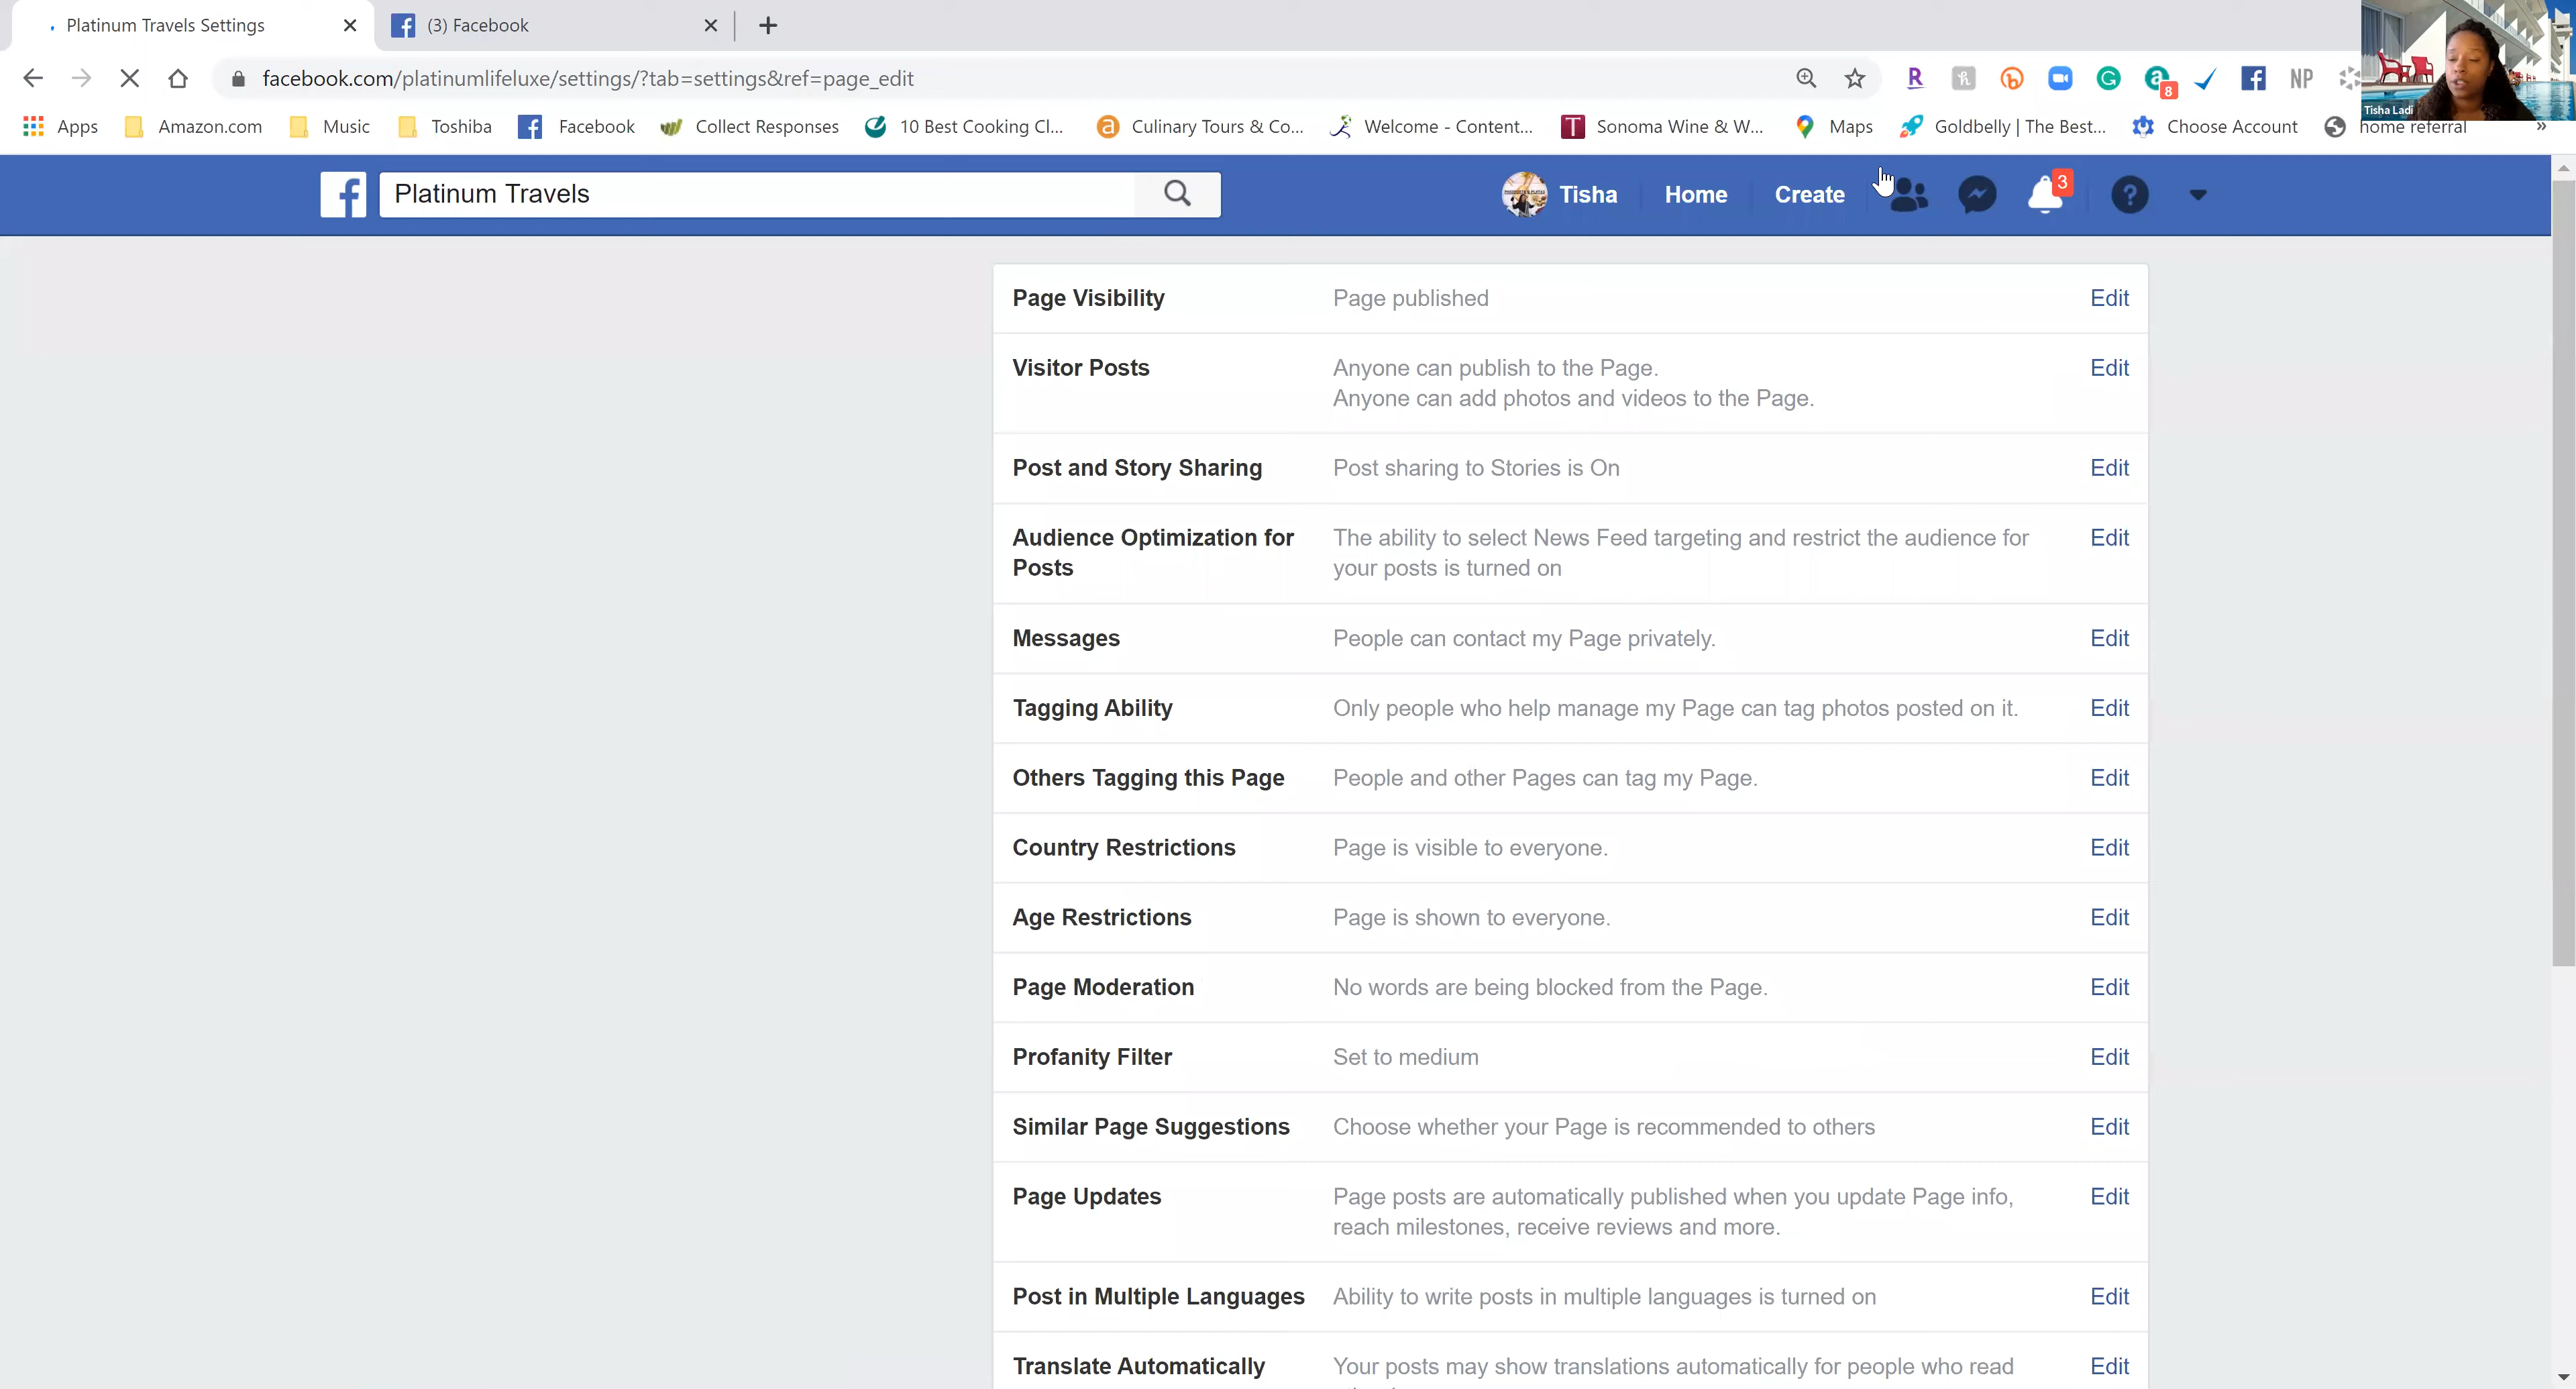 Platinum Travels Settings
(3) Facebook
facebook.com/platinumlifeluxe/settings/?tab=settings&ref=page_edit
R
h
b
G
a
8
NP
Tisha Ladi
Apps
Amazon.com
Music
Toshiba
Facebook
Collect Responses
10 Best Cooking Cl...
Culinary Tours & Co...
Welcome - Content...
Sonoma Wine & W...
Maps
Goldbelly | The Best...
Choose Account
home referral
»
Platinum Travels
Tisha
Home
Create
3
Page Visibility Page published Edit
Visitor Posts Anyone can publish to the Page. Edit
Anyone can add photos and videos to the Page.
Post and Story Sharing Post sharing to Stories is On Edit
Audience Optimization for The ability to select News Feed targeting and restrict the audience for Edit
Posts your posts is turned on
Messages People can contact my Page privately. Edit
Tagging Ability Only people who help manage my Page can tag photos posted on it. Edit
Others Tagging this Page People and other Pages can tag my Page. Edit
Country Restrictions Page is visible to everyone. Edit
Age Restrictions Page is shown to everyone. Edit
Page Moderation No words are being blocked from the Page. Edit
Profanity Filter Set to medium Edit
Similar Page Suggestions Choose whether your Page is recommended to others Edit
Page Updates Page posts are automatically published when you update Page info, Edit
reach milestones, receive reviews and more.
Post in Multiple Languages Ability to write posts in multiple languages is turned on Edit
Translate Automatically Your posts may show translations automatically for people who read Edit